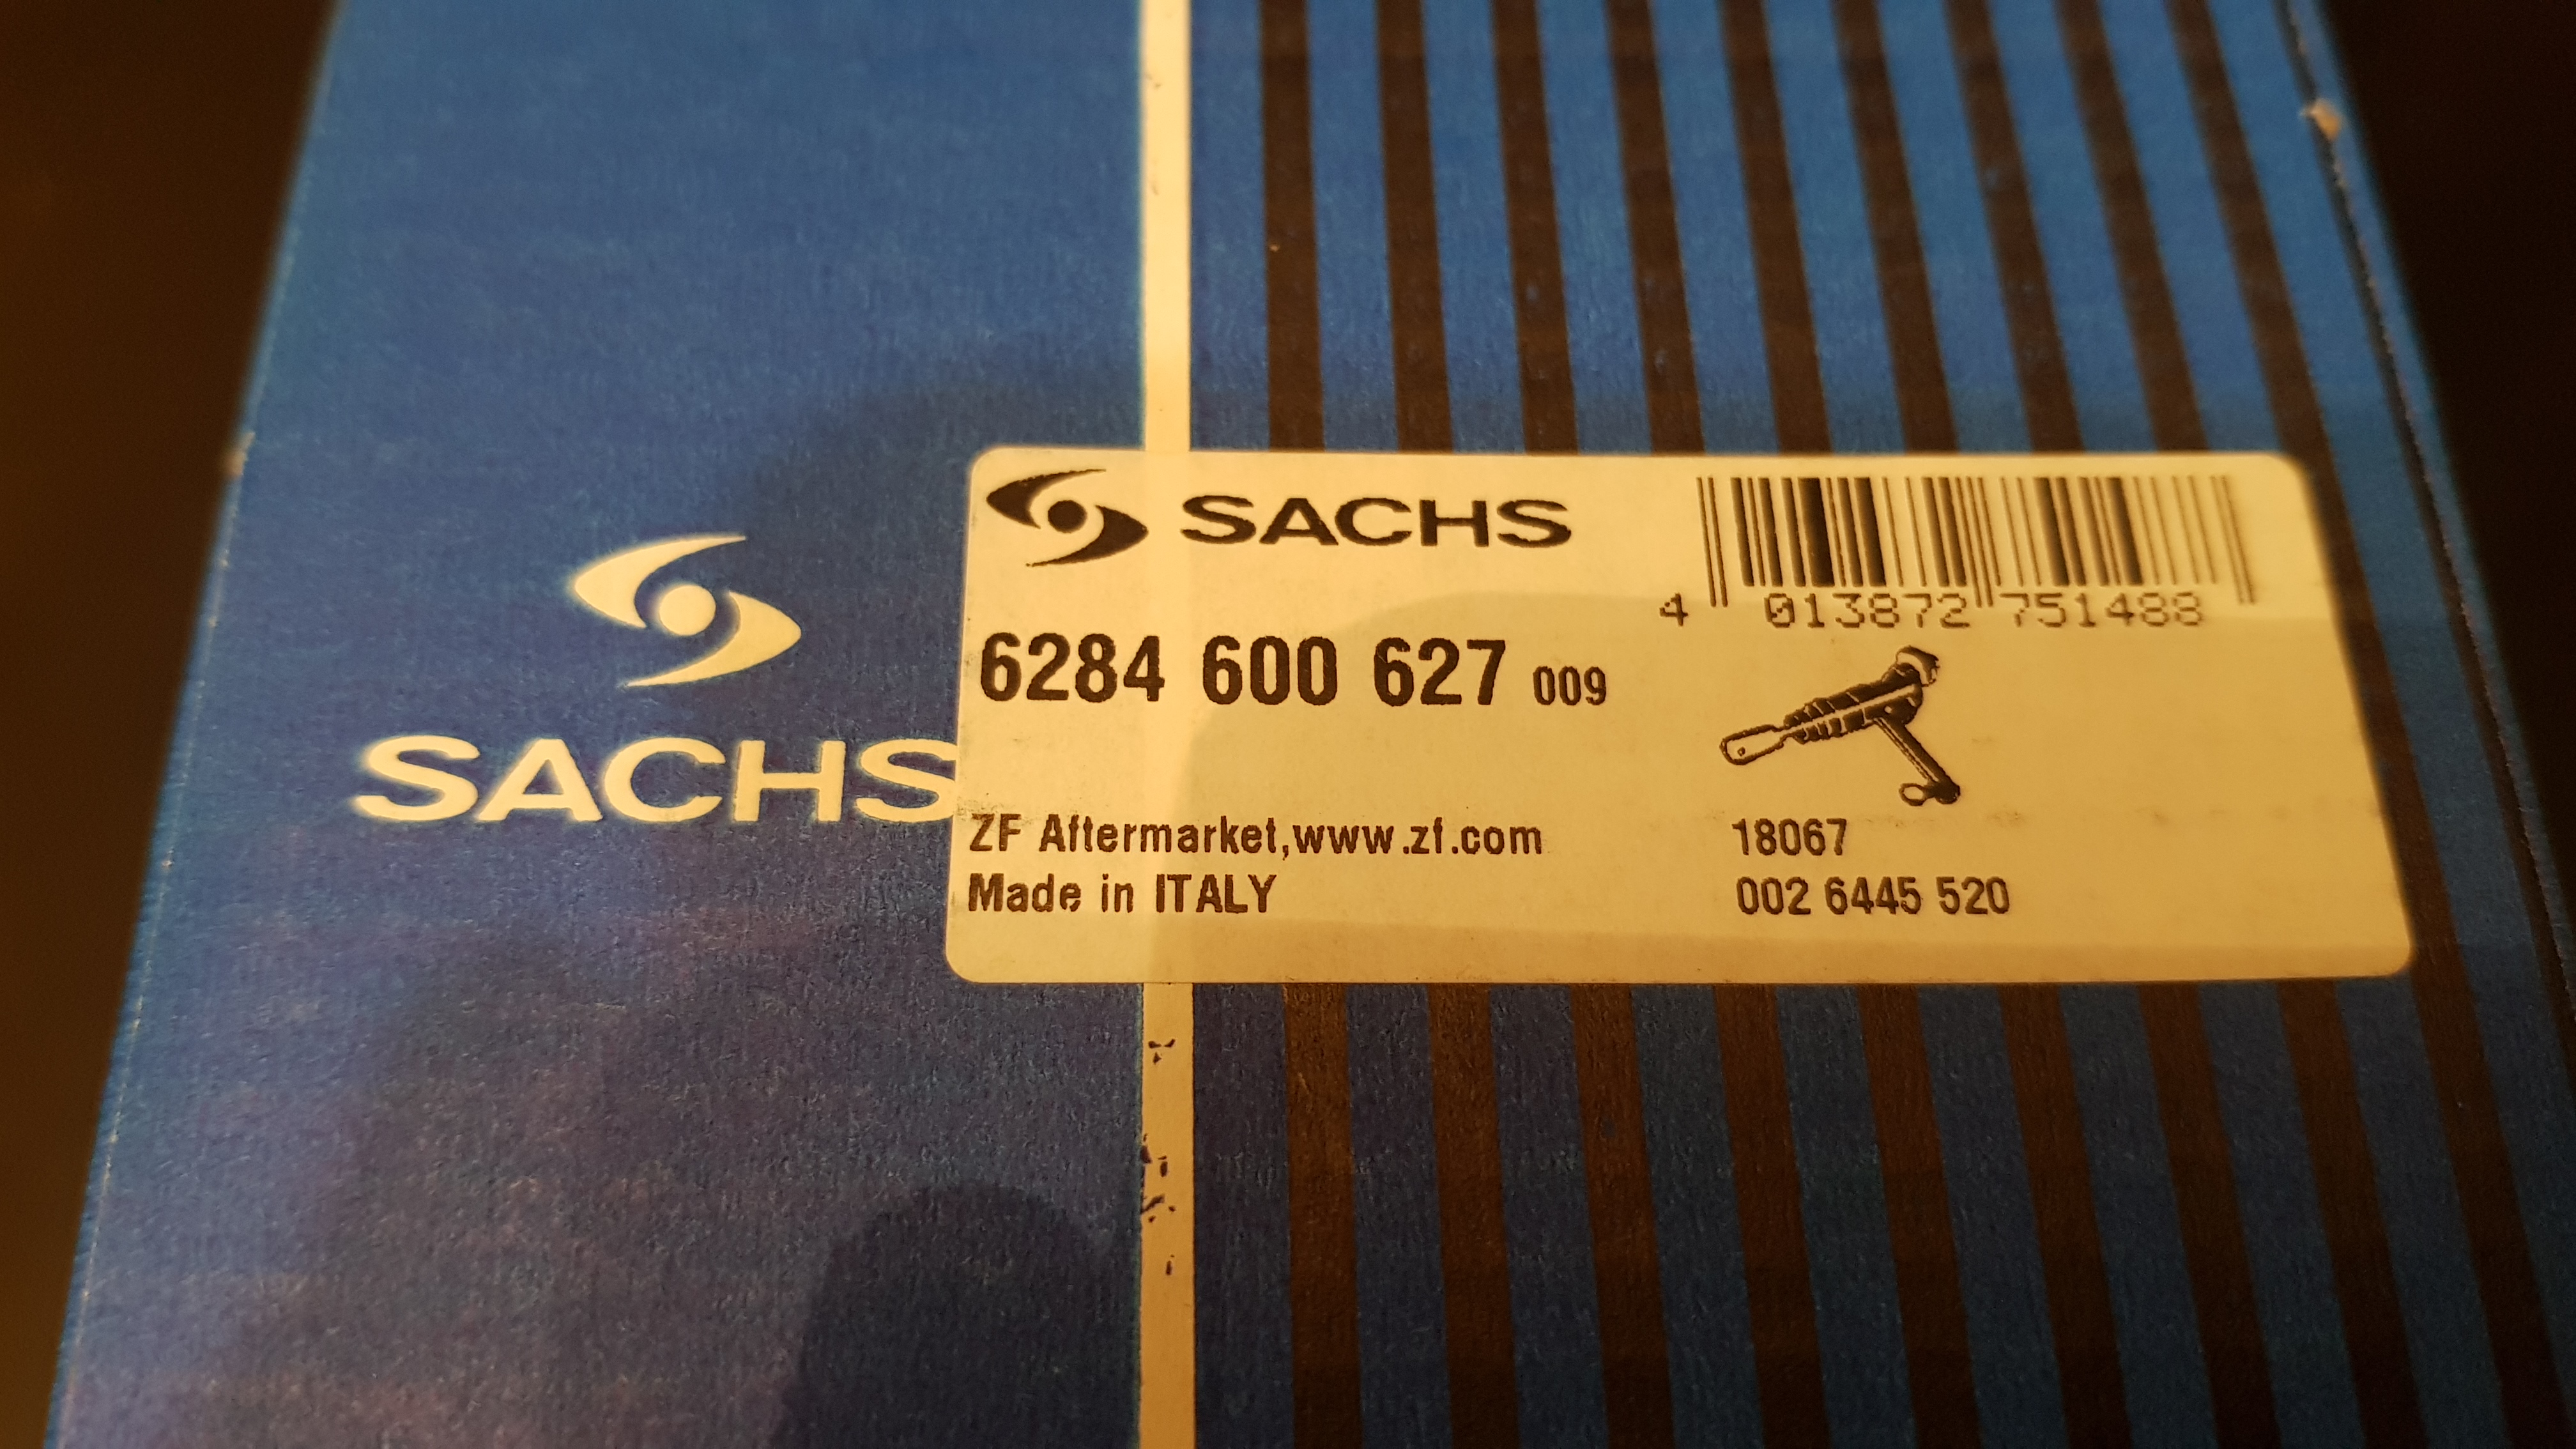 SACHS
SACHS
4 013872 751488
6284 600 627 009
ZF Aftermarket,www.zf.com
Made in ITALY
18067
002 6445 520